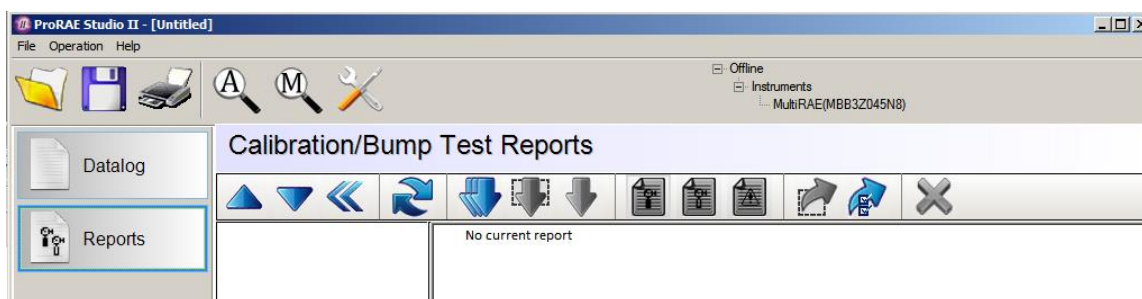 ProRAE Studio II - [Untitled]
File Operation Help
A M
Offline
Instruments
MultiRAE(MBB3Z045N8)
Datalog
Calibration/Bump Test Reports
Reports
No current report